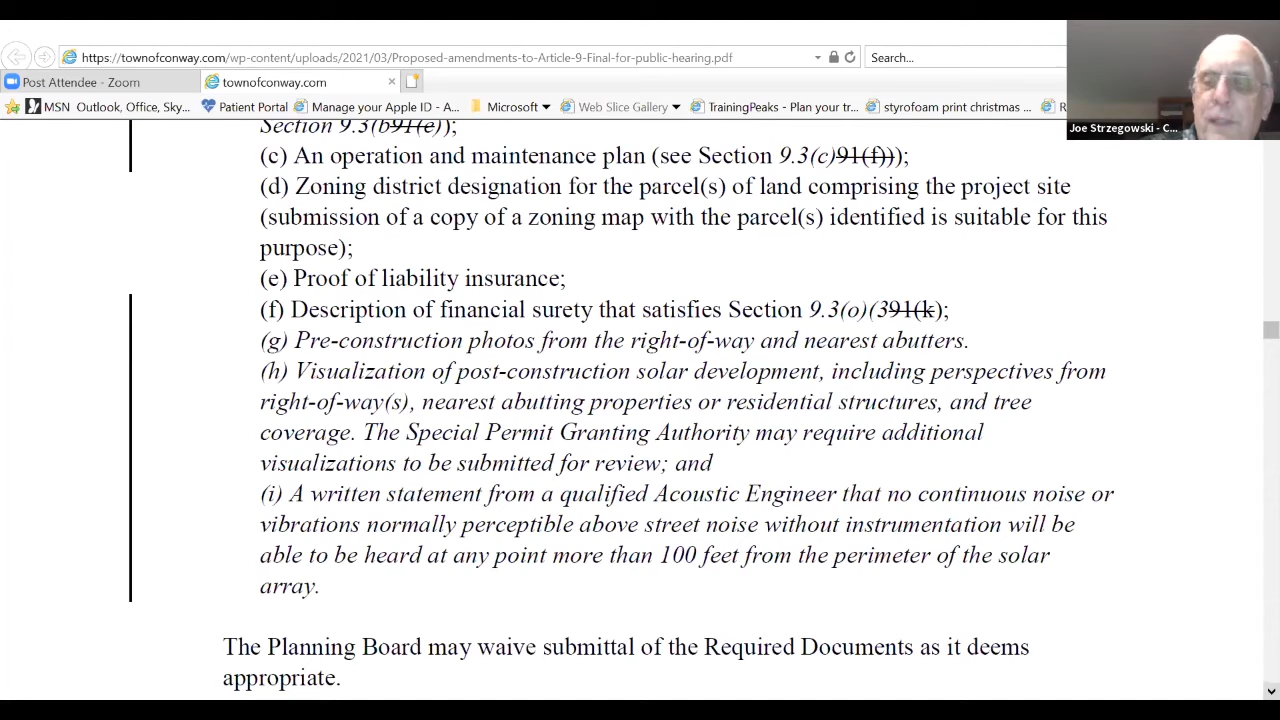 https://townofconway.com/wp-content/uploads/2021/03/Proposed-amendments-to-Article-9-Final-for-public-hearing.pdf
Search...
Post Attendee - Zoom
townofconway.com
MSN Outlook, Office, Sky...
Patient Portal
Manage your Apple ID - A...
Microsoft
Web Slice Gallery
TrainingPeaks - Plan your tr...
styrofoam print christmas ...
Joe Strzegowski - C...
Section 9.3(b91(e));
(c) An operation and maintenance plan (see Section 9.3(c)91(f)));
(d) Zoning district designation for the parcel(s) of land comprising the project site
(submission of a copy of a zoning map with the parcel(s) identified is suitable for this
purpose);
(e) Proof of liability insurance;
(f) Description of financial surety that satisfies Section 9.3(o)(391(k);
(g) Pre-construction photos from the right-of-way and nearest abutters.
(h) Visualization of post-construction solar development, including perspectives from
right-of-way(s), nearest abutting properties or residential structures, and tree
coverage. The Special Permit Granting Authority may require additional
visualizations to be submitted for review; and
(i) A written statement from a qualified Acoustic Engineer that no continuous noise or
vibrations normally perceptible above street noise without instrumentation will be
able to be heard at any point more than 100 feet from the perimeter of the solar
array.
The Planning Board may waive submittal of the Required Documents as it deems
appropriate.